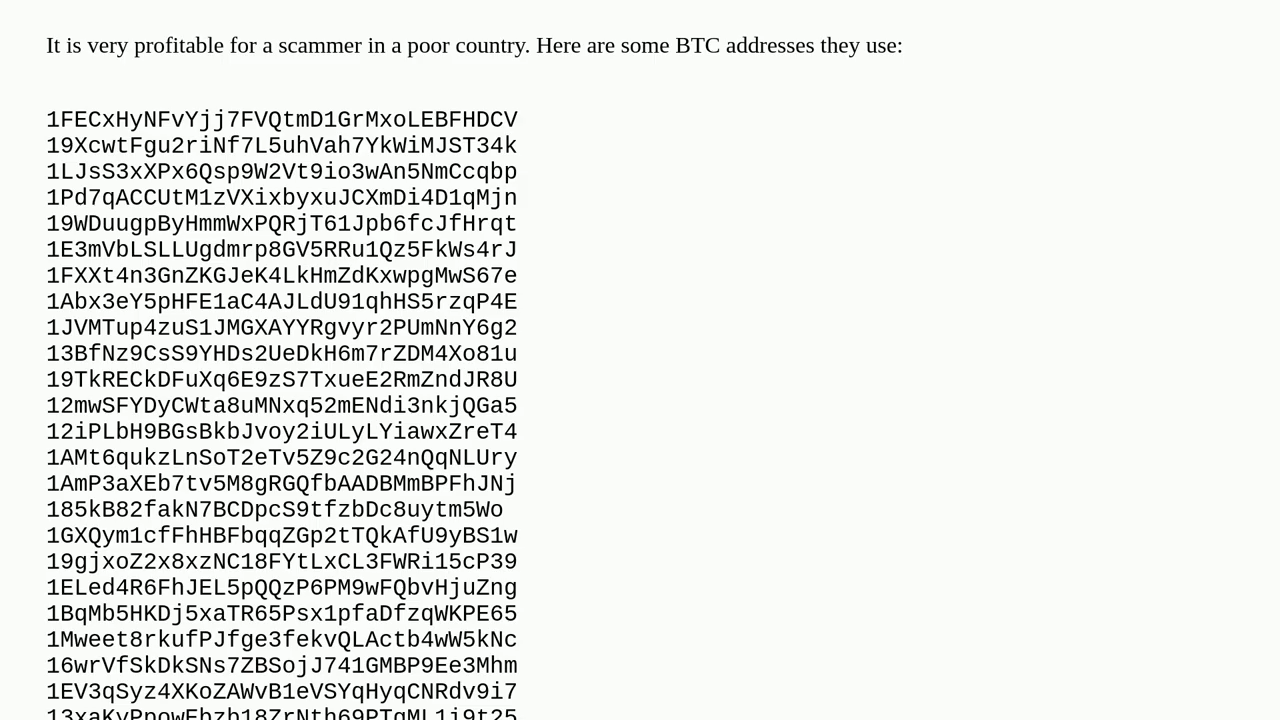 It is very profitable for a scammer in a poor country. Here are some BTC addresses they use:
1FECxHyNFvYjj7FVQtmD1GrMxoLEBFHDCV
19XcwtFgu2riNf7L5uhVah7YkWiMJST34k
1LJsS3xXPx6Qsp9W2Vt9io3wAn5NmCcqbp
1Pd7qACCUtM1zVXixbyxuJCXmDi4D1qMjn
19WDuugpByHmmWxPQRjT61Jpb6fcJfHrqt
1E3mVbLSLLUgdmrp8GV5RRu1Qz5FkWs4rJ
1FXXt4n3GnZKGJeK4LkHmZdKxwpgMwS67e
1Abx3eY5pHFE1aC4AJLdU91qhHS5rzqP4E
1JVMTup4zuS1JMGXAYYRgvyr2PUmNnY6g2
13BfNz9CsS9YHDs2UeDkH6m7rZDM4Xo81u
19TkRECkDFuXq6E9zS7TxueE2RmZndJR8U
12mwSFYDyCWta8uMNxq52mENdi3nkjQGa5
12iPLbH9BGsBkbJvoy2iULyLYiawxZreT4
1AMt6qukzLnSoT2eTv5Z9c2G24nQqNLUry
1AmP3aXEb7tv5M8gRGQfbAADBMmBPFhJNj
185kB82fakN7BCDpcS9tfzbDc8uytm5Wo
1GXQym1cfFhHBFbqqZGp2tTQkAfU9yBS1w
19gjxoZ2x8xzNC18FYtLxCL3FWRi15cP39
1ELed4R6FhJEL5pQQzP6PM9wFQbvHjuZng
1BqMb5HKDj5xaTR65Psx1pfaDfzqWKPE65
1Mweet8rkufPJfge3fekvQLActb4wW5kNc
16wrVfSkDkSNs7ZBSojJ741GMBP9Ee3Mhm
1EV3qSyz4XKoZAWvB1eVSYqHyqCNRdv9i7